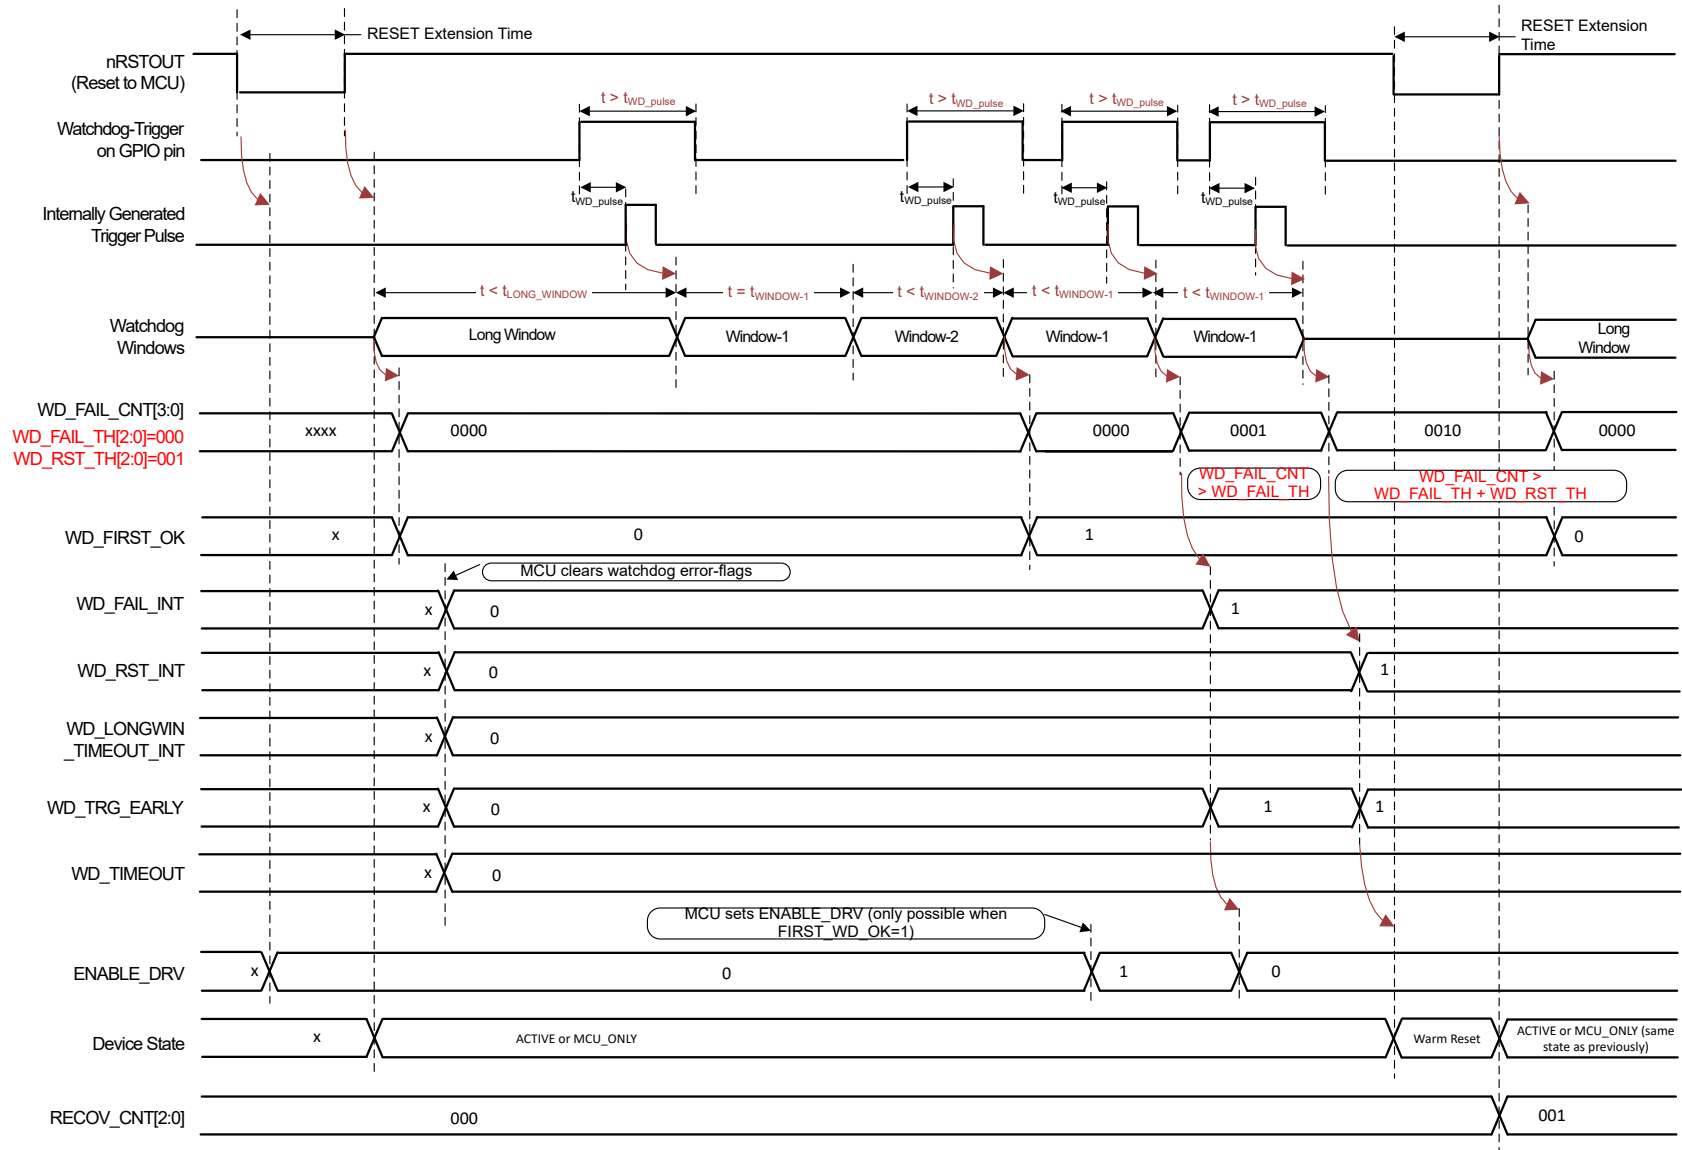 RESET Extension Time
RESET Extension
Time
nRSTOUT
(Reset to MCU)
t > tWD_pulse
t > tWD_pulse
t > tWD_pulse
t > tWD_pulse
Watchdog-Trigger
on GPIO pin
tWD_pulse
tWD_pulse
tWD_pulse
tWD_pulse
Internally Generated
Trigger Pulse
t < tLONG_WINDOW
t = tWINDOW-1
t < tWINDOW-2
t < tWINDOW-1
t < tWINDOW-1
Watchdog
Windows
Long Window
Window-1
Window-2
Window-1
Window-1
Long
Window
WD_FAIL_CNT[3:0]
WD_FAIL_TH[2:0]=000
WD_RST_TH[2:0]=001
xxxx
0000
0000
0001
0010
0000
WD_FAIL_CNT
> WD_FAIL_TH
WD_FAIL_CNT >
WD_FAIL_TH + WD_RST_TH
WD_FIRST_OK
x
0
1
0
MCU clears watchdog error-flags
WD_FAIL_INT
x
0
1
WD_RST_INT
x
0
1
WD_LONGWIN
_TIMEOUT_INT
x
0
WD_TRG_EARLY
x
0
1
1
WD_TIMEOUT
x
0
MCU sets ENABLE_DRV (only possible when
FIRST_WD_OK=1)
ENABLE_DRV
x
0
1
0
Device State
x
ACTIVE or MCU_ONLY
Warm Reset
ACTIVE or MCU_ONLY (same
state as previously)
RECOV_CNT[2:0]
000
001